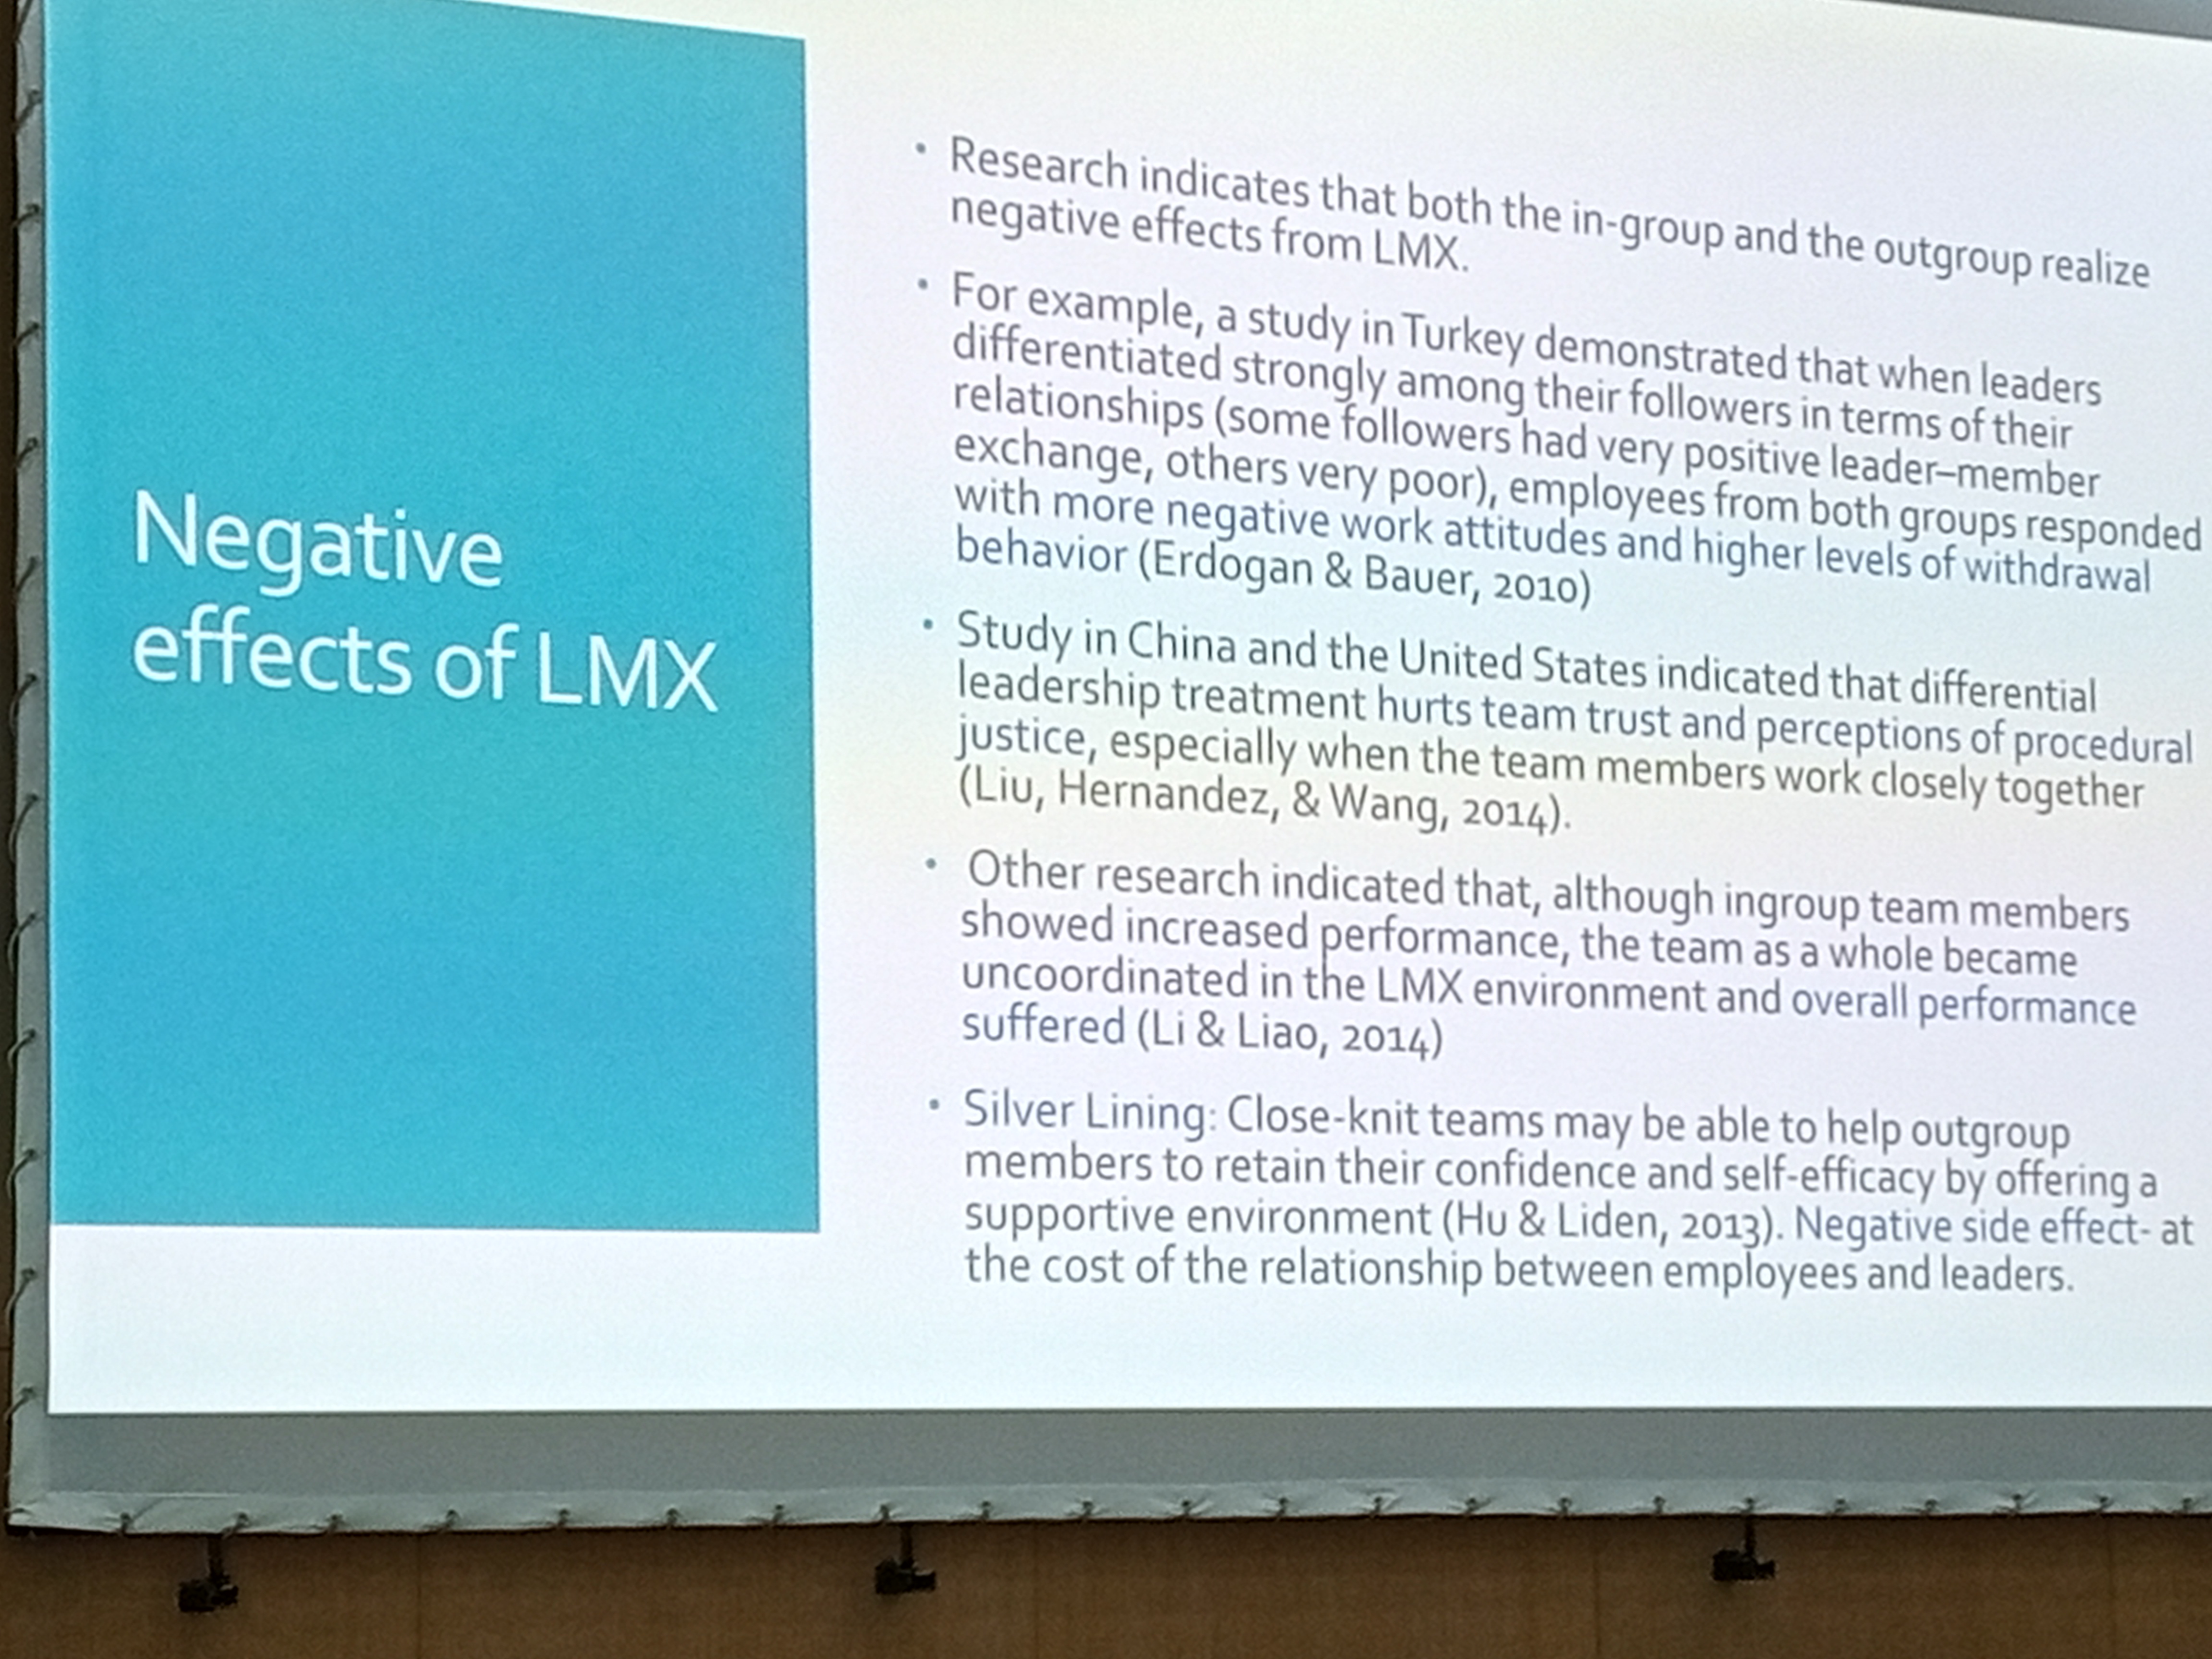 Negative
effects of LMX
• Research indicates that both the in-group and the outgroup realize
negative effects from LMX.
• For example, a study in Turkey demonstrated that when leaders
differentiated strongly among their followers in terms of their
relationships (some followers had very positive leader–member
exchange, others very poor), employees from both groups responded
with more negative work attitudes and higher levels of withdrawal
behavior (Erdogan & Bauer, 2010)
• Study in China and the United States indicated that differential
leadership treatment hurts team trust and perceptions of procedural
justice, especially when the team members work closely together
(Liu, Hernandez, & Wang, 2014).
• Other research indicated that, although ingroup team members
showed increased performance, the team as a whole became
uncoordinated in the LMX environment and overall performance
suffered (Li & Liao, 2014)
• Silver Lining: Close-knit teams may be able to help outgroup
members to retain their confidence and self-efficacy by offering a
supportive environment (Hu & Liden, 2013). Negative side effect- at
the cost of the relationship between employees and leaders.